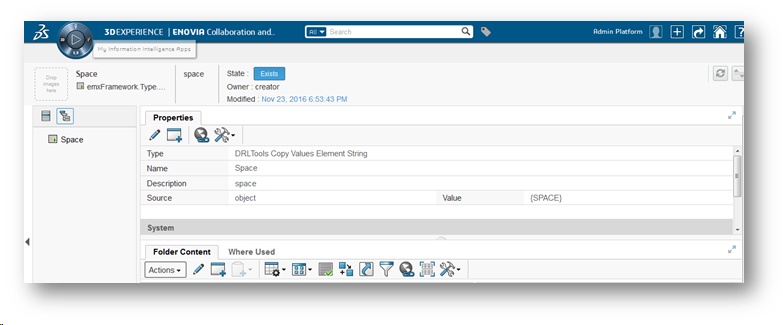 3DEXPERIENCE | ENOVIA Collaboration and..
All Search
Admin Platform
My Information Intelligence Apps
Drop images here
Space
emxFramework.Type....
space
State : Exists
Owner : creator
Modified : Nov 23, 2016 6:53:43 PM
Space
Properties
Type DRLTools Copy Values Element String
Name Space
Description space
Source object Value {SPACE}
System
Folder Content Where Used
Actions